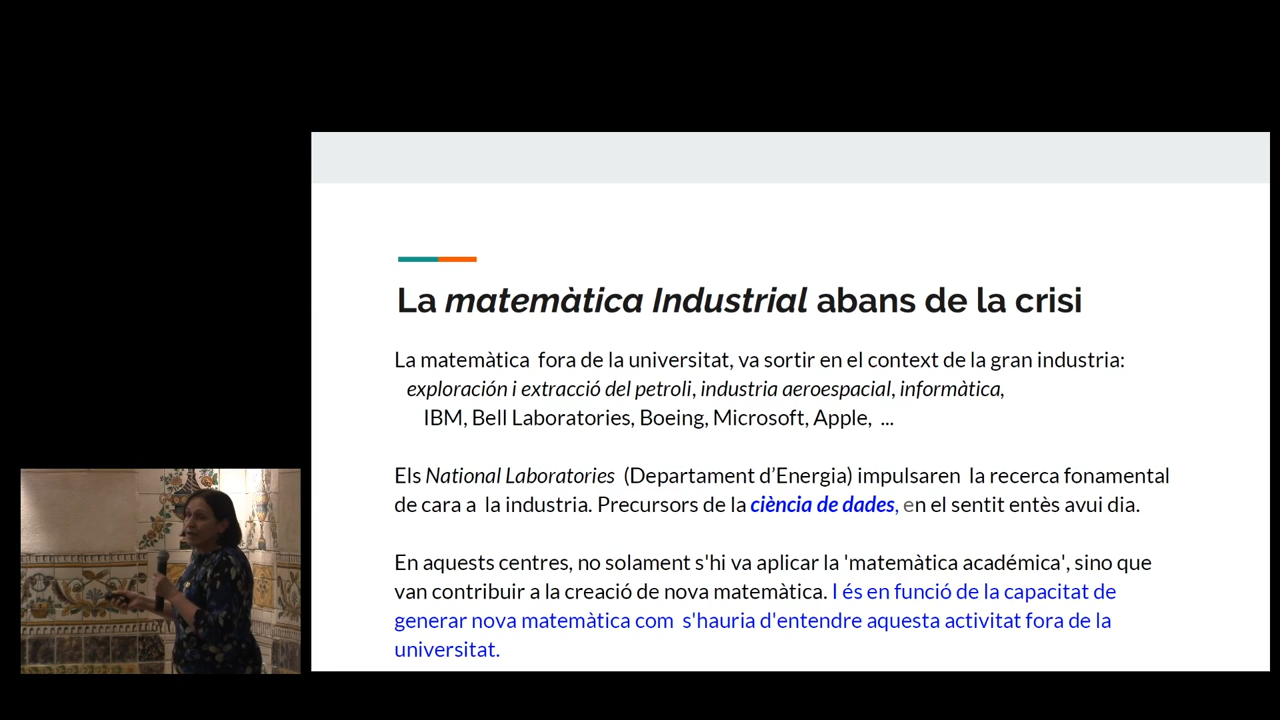 La matemàtica Industrial abans de la crisi
La matemàtica fora de la universitat, va sortir en el context de la gran industria:
exploración i extracció del petroli, industria aeroespacial, informàtica,
IBM, Bell Laboratories, Boeing, Microsoft, Apple, ...
Els National Laboratories (Departament d’Energia) impulsaren la recerca fonamental
de cara a la industria. Precursors de la ciència de dades, en el sentit entès avui dia.
En aquests centres, no solament s'hi va aplicar la 'matemàtica académica', sino que
van contribuir a la creació de nova matemàtica. I és en funció de la capacitat de
generar nova matemàtica com s'hauria d'entendre aquesta activitat fora de la
universitat.